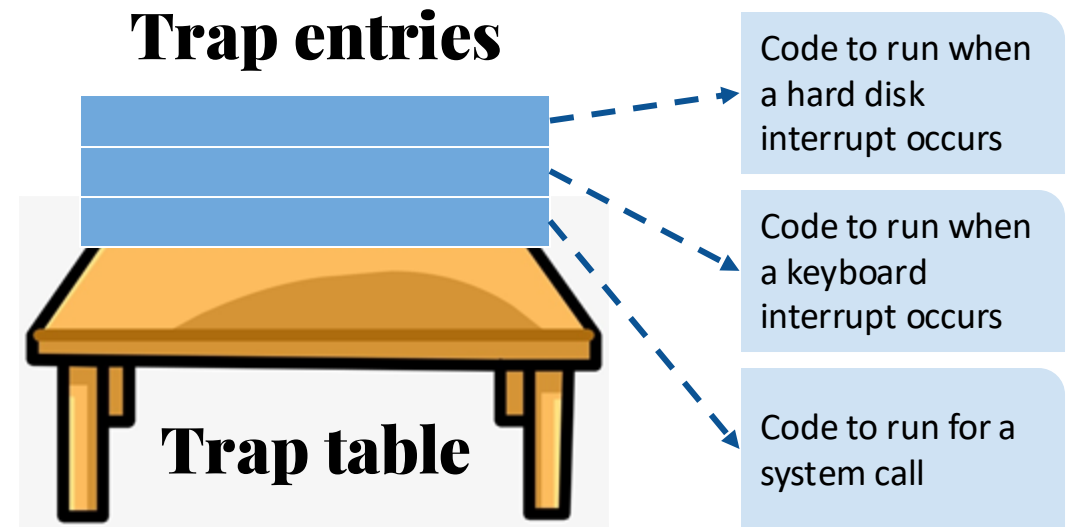 Trap entries
Code to run when
a hard disk
interrupt occurs
Code to run when
a keyboard
interrupt occurs
Code to run for a
system call
Trap table